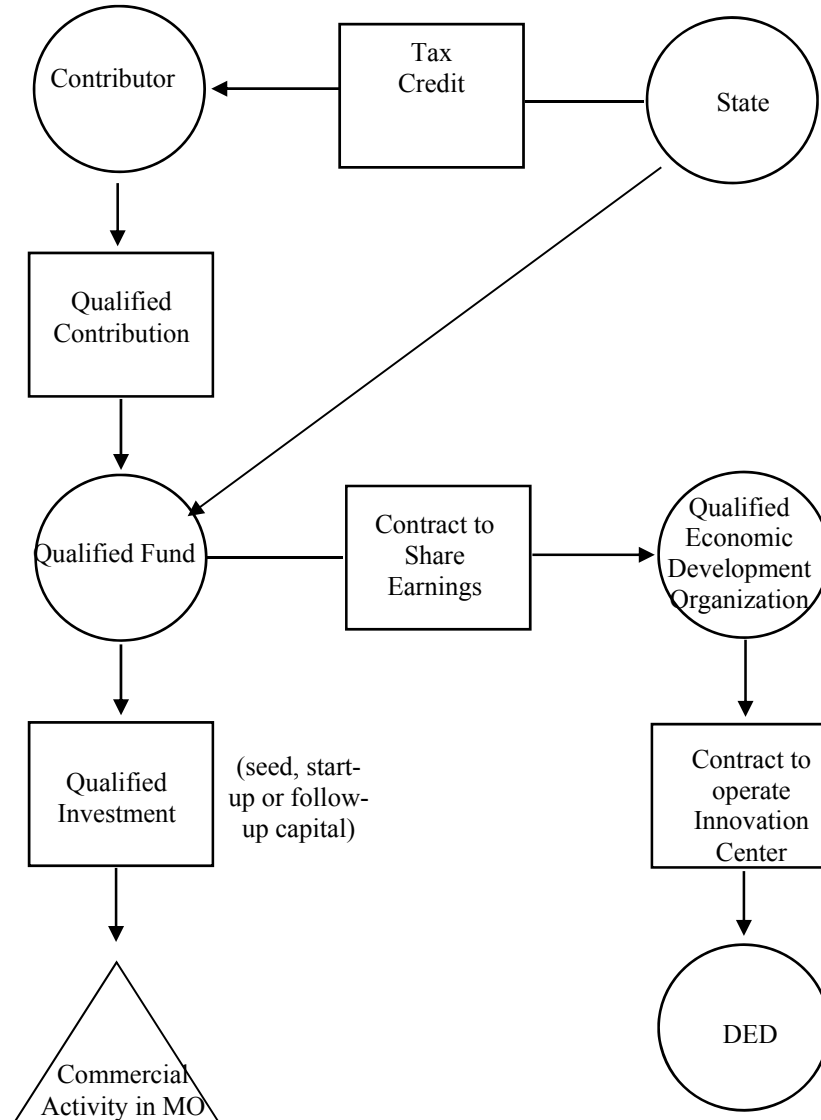 Contributor
Tax
Credit
State
Qualified
Contribution
Qualified Fund
Contract to
Share
Earnings
Qualified
Economic
Development
Organization
Qualified
Investment
(seed, start-
up or follow-
up capital)
Contract to
operate
Innovation
Center
Commercial
Activity in MO
DED